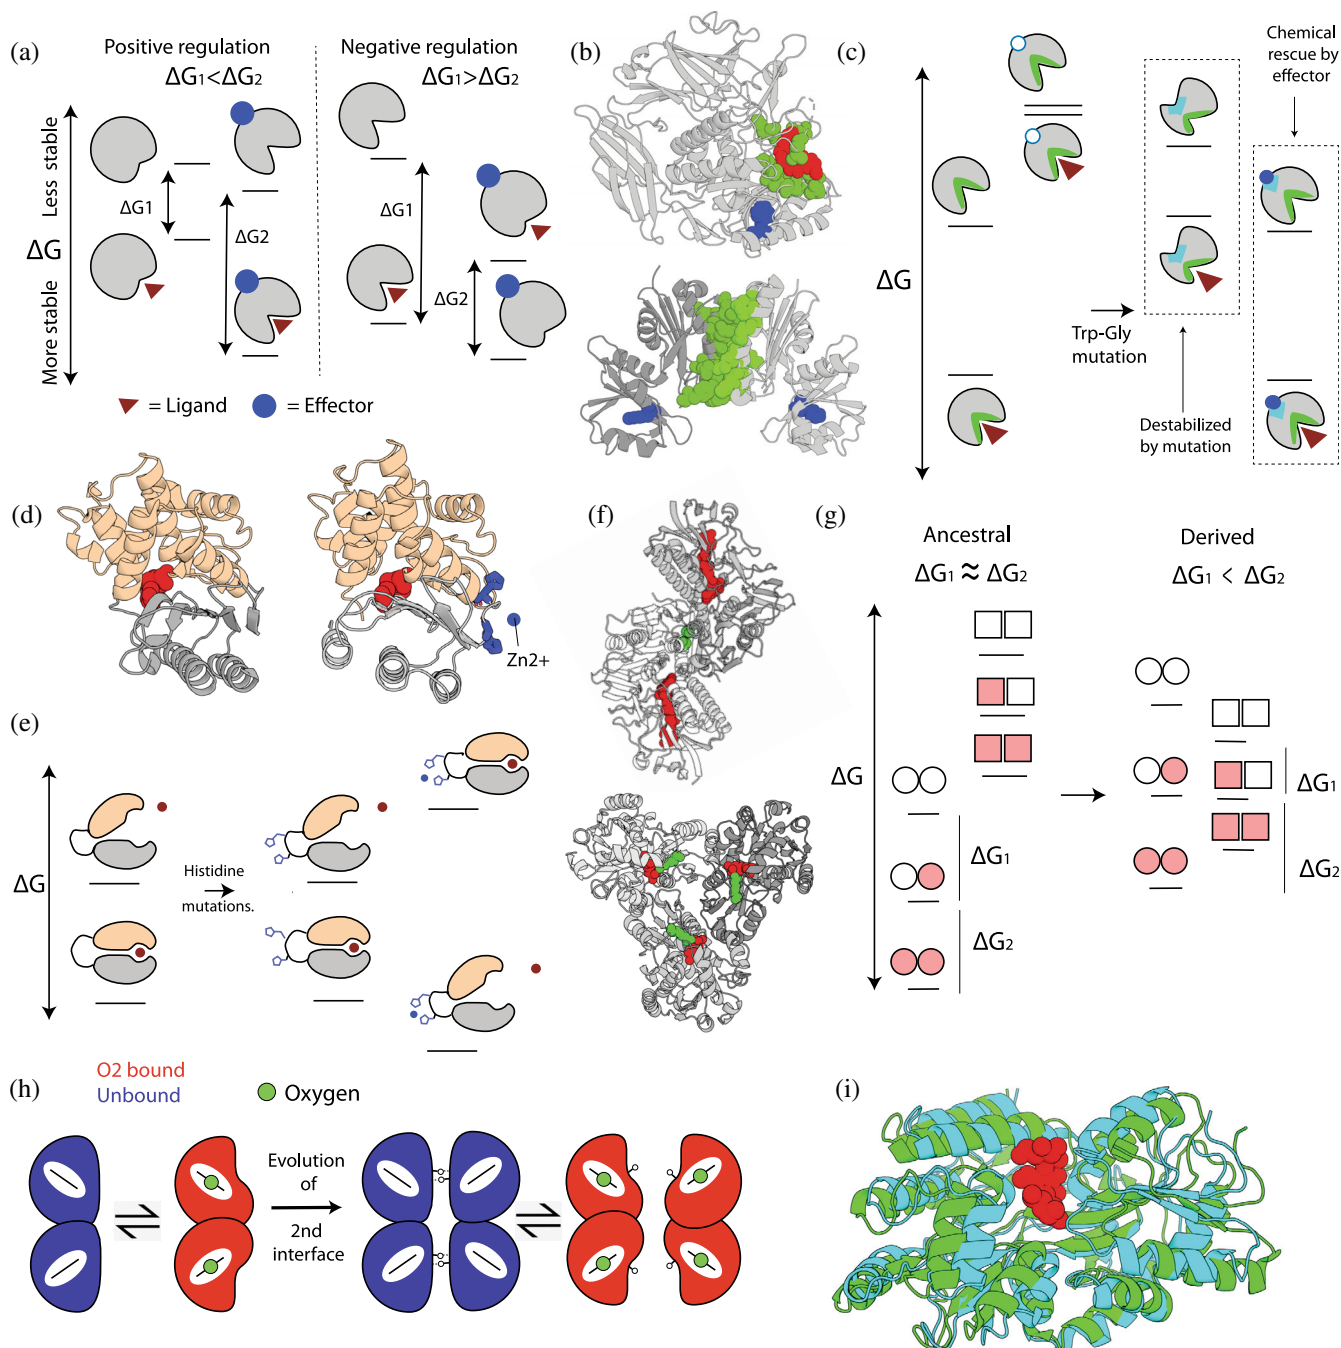 (a)
Positive regulation
ΔG1<ΔG2
Negative regulation
ΔG1>ΔG2
ΔG
Less stable
More stable
ΔG1
ΔG2
ΔG1
ΔG2
= Ligand
= Effector
(b)
(c)
Chemical
rescue by
effector
ΔG
Trp-Gly
mutation
Destabilized
by mutation
(d)
Zn2+
(e)
ΔG
Histidine
mutations.
(f)
(g)
Ancestral
ΔG1 ≈ ΔG2
Derived
ΔG1 < ΔG2
ΔG
ΔG1
ΔG2
ΔG1
ΔG2
O2 bound
Unbound
Oxygen
(h)
Evolution
of
2nd
interface
(i)